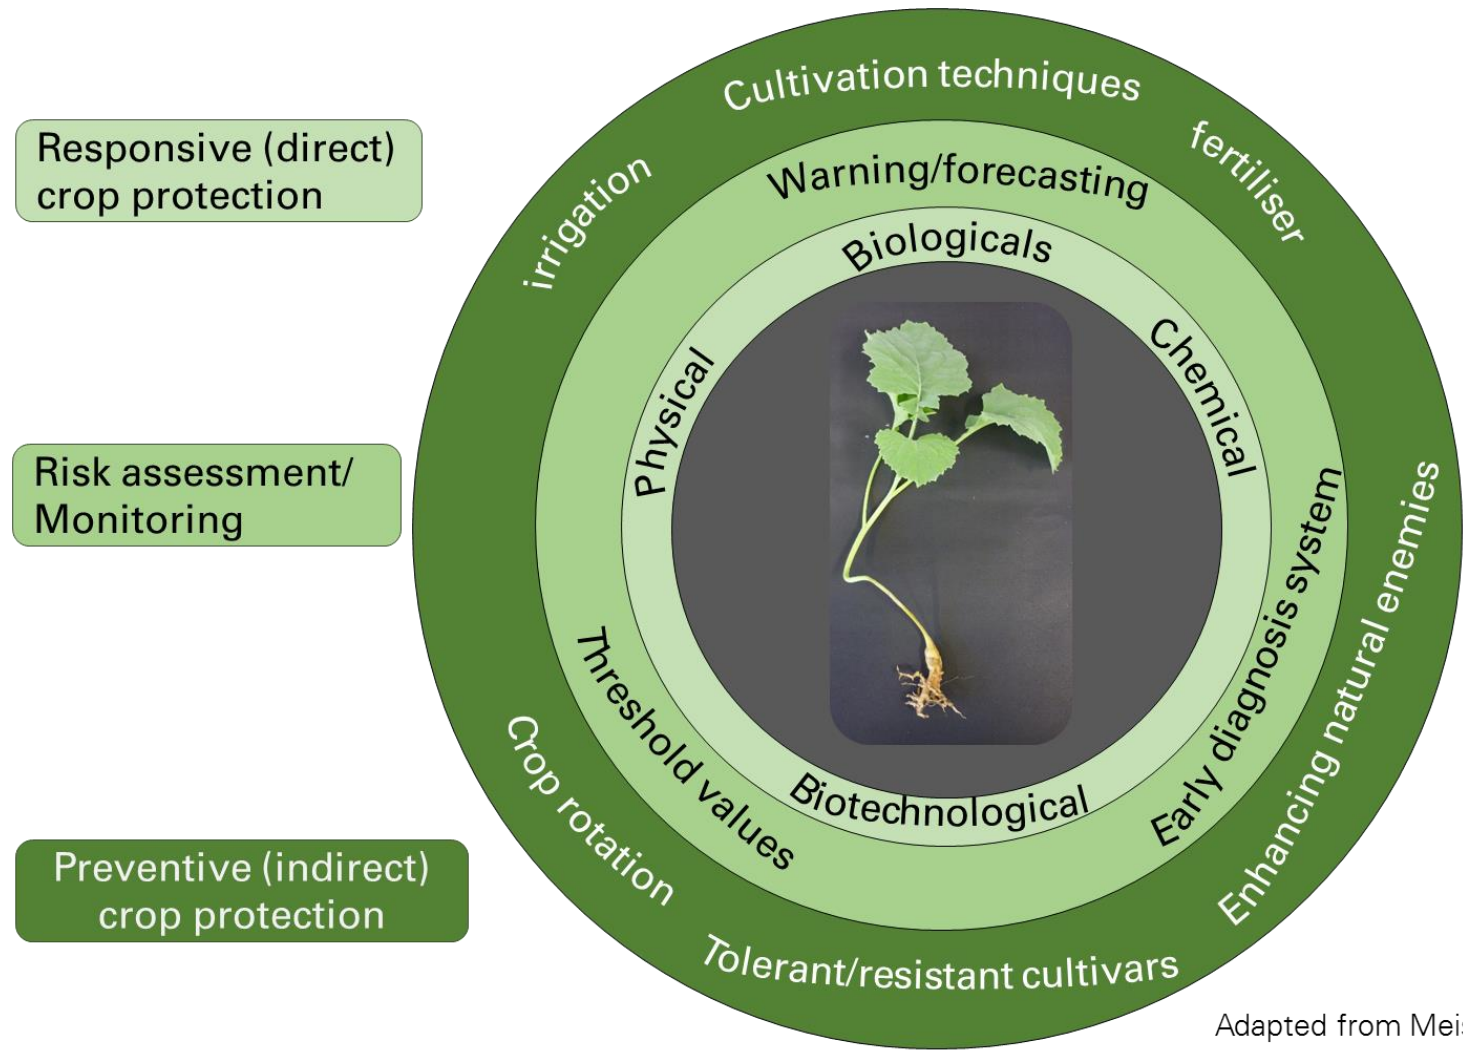 Responsive (direct)
crop protection
Risk assessment/
Monitoring
Preventive (indirect)
crop protection
Cultivation techniques
fertiliser
irrigation
Enhancing natural enemies
Crop rotation
Tolerant/resistant cultivars
Warning/forecasting
Early diagnosis system
Threshold values
Biologicals
Chemical
Physical
Biotechnological
Adapted from